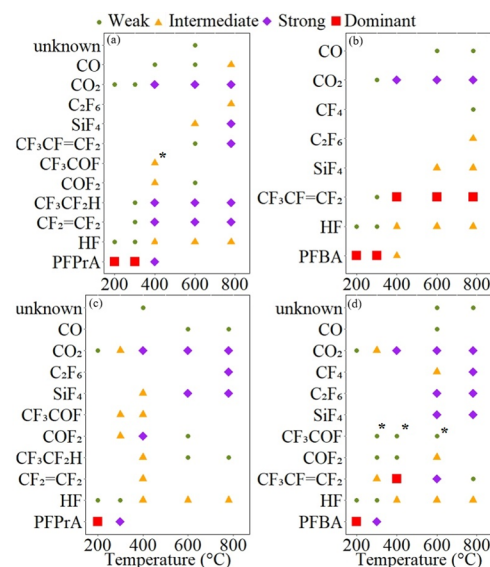 Weak Intermediate Strong Dominant
(a)
unknown
CO
CO₂
C₂F₆
SiF₄
CF₃CF=CF₂
CF₃COF
*
COF₂
CF₃CF₂H
CF₂=CF₂
HF
PFPrA
200 400 600 800
(b)
CO
CO₂
CF₄
C₂F₆
SiF₄
CF₃CF=CF₂
HF
PFBA
200 400 600 800
(c)
unknown
CO
CO₂
C₂F₆
SiF₄
CF₃COF
COF₂
CF₃CF₂H
CF₂=CF₂
HF
PFPrA
200 400 600 800
Temperature (°C)
(d)
unknown
CO
CO₂
CF₄
C₂F₆
SiF₄
* * *
CF₃COF
COF₂
CF₃CF=CF₂
HF
PFBA
200 400 600 800
Temperature (°C)